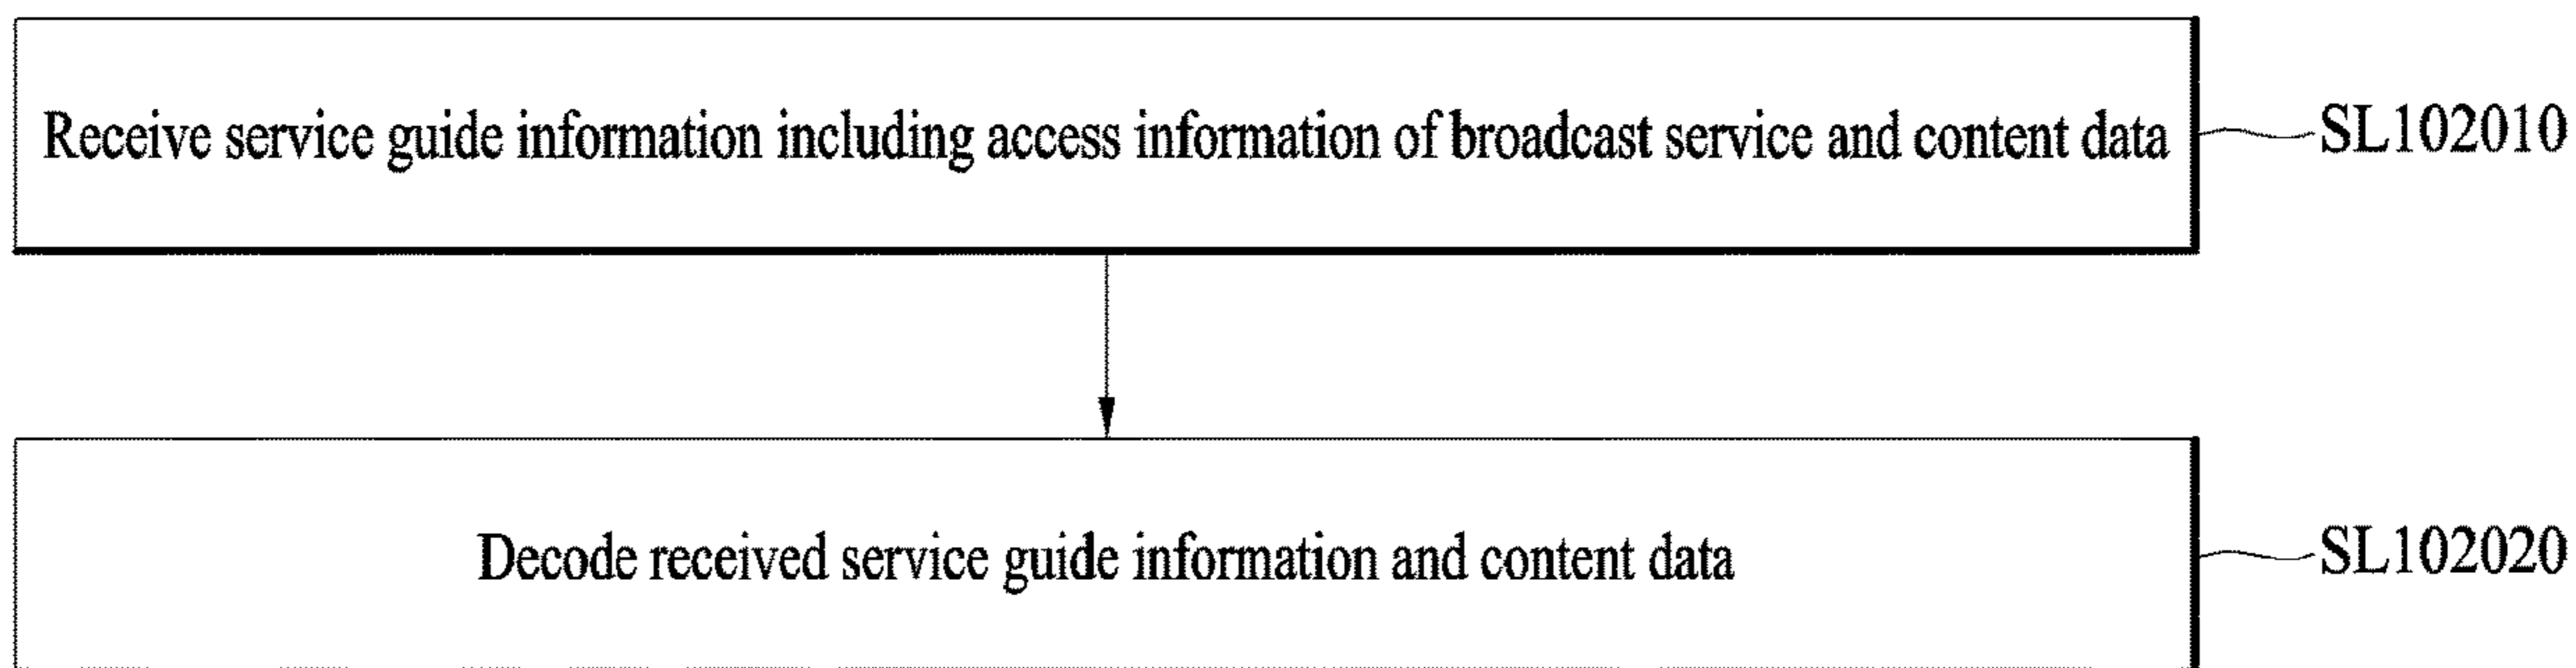 Receive service guide information including access information of broadcast service and content data
SL102010
Decode received service guide information and content data
SL102020